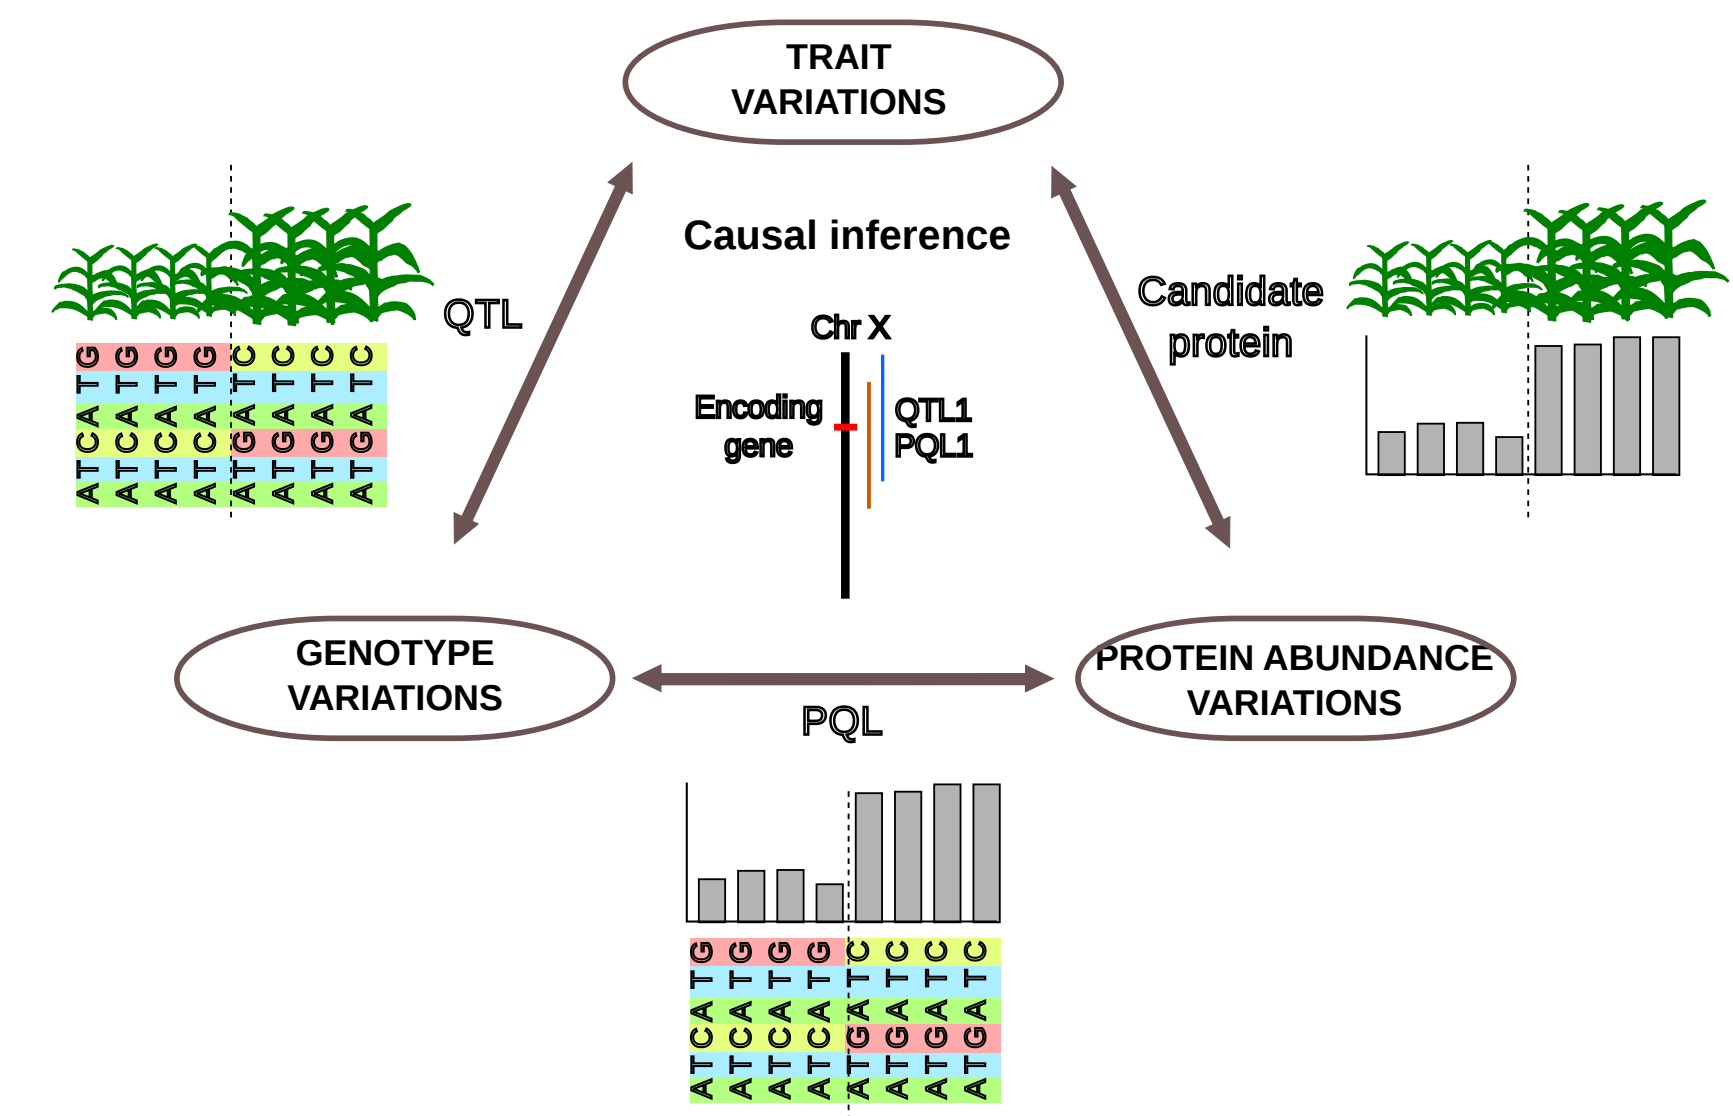 TRAIT
VARIATIONS
Causal inference
QTL
Candidate
protein
Chr X
Encoding
gene
QTL1
PQL1
G G G G C C C C
T T T T T T T T
A A A A A A A A
C C C C G G G G
T T T T T T T T
A A A A A A A A
GENOTYPE
VARIATIONS
PROTEIN ABUNDANCE
VARIATIONS
PQL
G G G G C C C C
T T T T T T T T
A A A A A A A A
C C C C G G G G
T T T T T T T T
A A A A A A A A